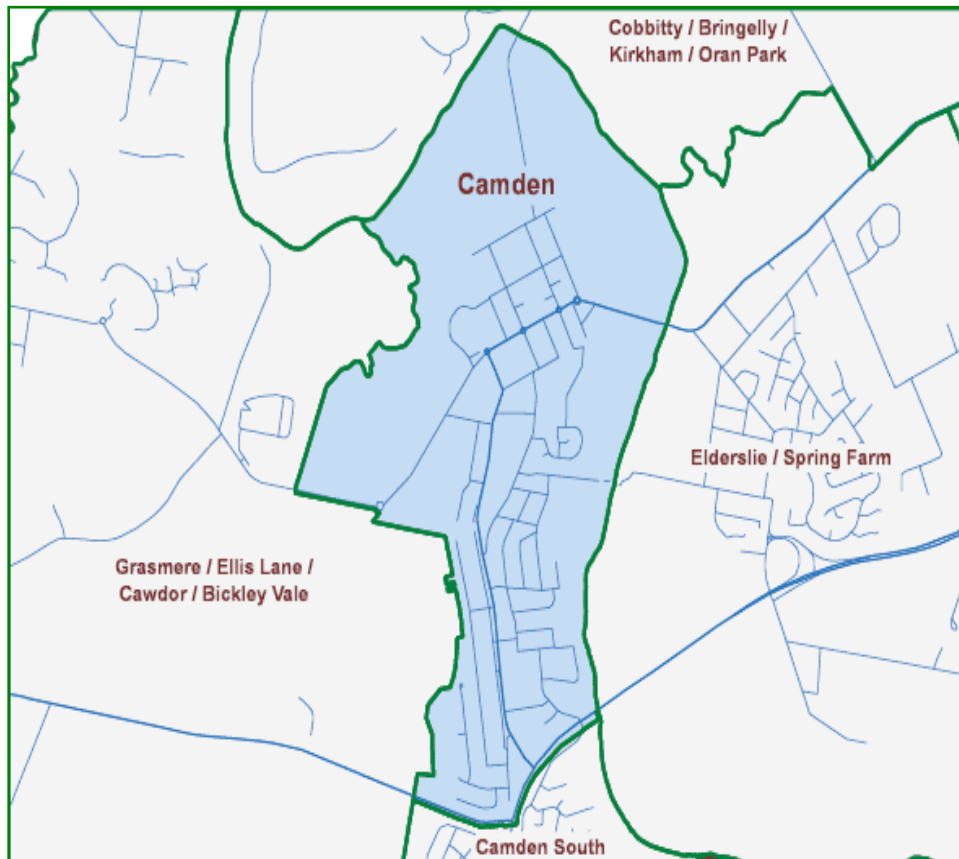 Cobbitty / Bringelly /
Kirkham / Oran Park
Camden
Elderslie / Spring Farm
Grasmere / Ellis Lane /
Cawdor / Bickley Vale
Camden South